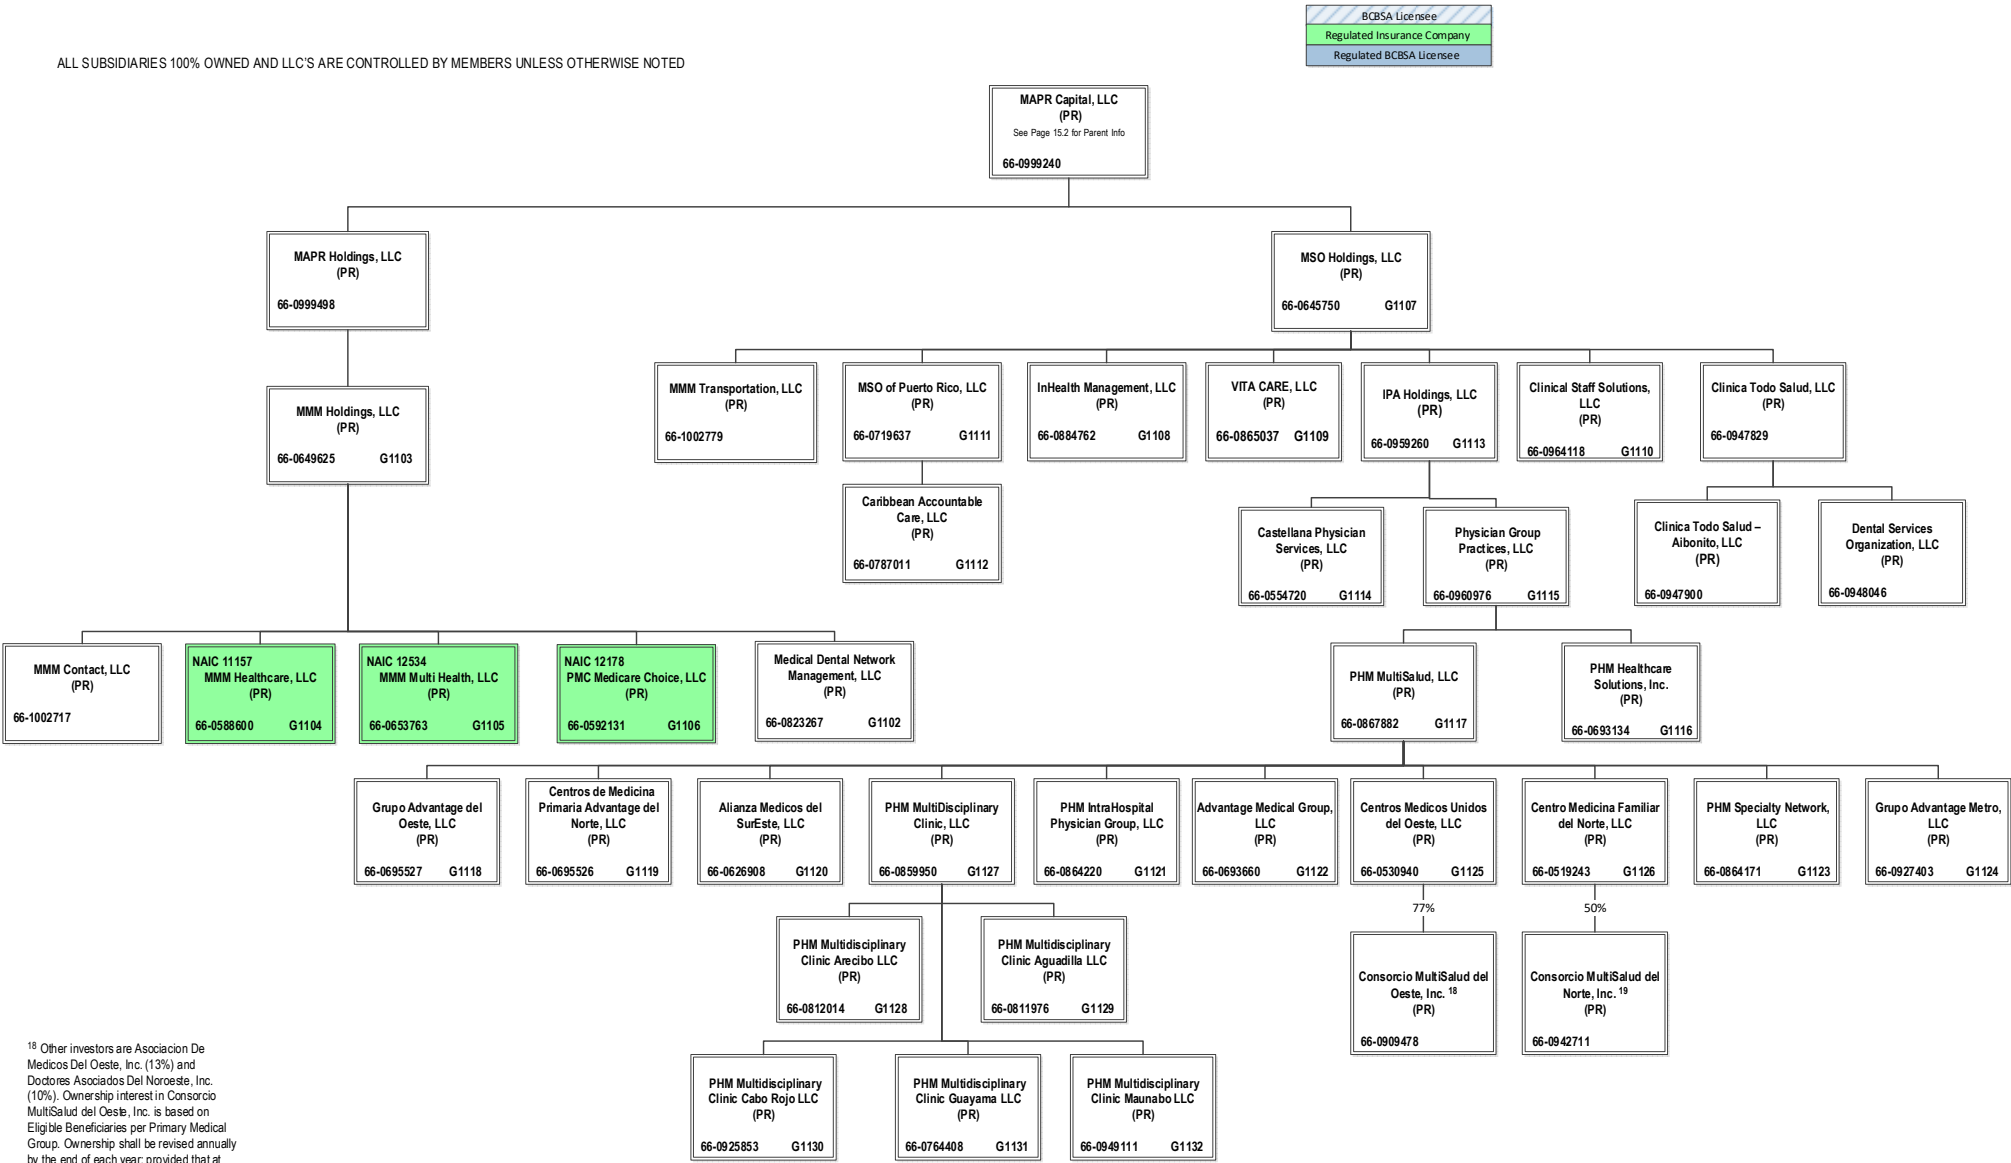 BCBSA Licensee
Regulated Insurance Company
Regulated BCBSA Licensee
ALL SUBSIDIARIES 100% OWNED AND LLC'S ARE CONTROLLED BY MEMBERS UNLESS OTHERWISE NOTED
MAPR Capital, LLC
(PR)
See Page 15.2 for Parent Info
66-0999240
MAPR Holdings, LLC
(PR)
66-0999498
MSO Holdings, LLC
(PR)
66-0645750 G1107
MMM Holdings, LLC
(PR)
66-0649625 G1103
MMM Transportation, LLC
(PR)
66-1002779
MSO of Puerto Rico, LLC
(PR)
66-0719637 G1111
InHealth Management, LLC
(PR)
66-0884762 G1108
VITA CARE, LLC
(PR)
66-0865037 G1109
IPA Holdings, LLC
(PR)
66-0959260 G1113
Clinical Staff Solutions,
LLC
(PR)
66-0964118 G1110
Clinica Todo Salud, LLC
(PR)
66-0947829
Caribbean Accountable
Care, LLC
(PR)
66-0787011 G1112
Castellana Physician
Services, LLC
(PR)
66-0554720 G1114
Physician Group
Practices, LLC
(PR)
66-0960976 G1115
Clinica Todo Salud –
Aibonito, LLC
(PR)
66-0947900
Dental Services
Organization, LLC
(PR)
66-0948046
MMM Contact, LLC
(PR)
66-1002717
NAIC 11157
MMM Healthcare, LLC
(PR)
66-0588600 G1104
NAIC 12534
MMM Multi Health, LLC
(PR)
66-0653763 G1105
NAIC 12178
PMC Medicare Choice, LLC
(PR)
66-0592131 G1106
Medical Dental Network
Management, LLC
(PR)
66-0823267 G1102
PHM MultiSalud, LLC
(PR)
66-0867882 G1117
PHM Healthcare
Solutions, Inc.
(PR)
66-0693134 G1116
Grupo Advantage del
Oeste, LLC
(PR)
66-0695527 G1118
Centros de Medicina
Primaria Advantage del
Norte, LLC
(PR)
66-0695526 G1119
Alianza Medicos del
SurEste, LLC
(PR)
66-0626908 G1120
PHM MultiDisciplinary
Clinic, LLC
(PR)
66-0859950 G1127
PHM IntraHospital
Physician Group, LLC
(PR)
66-0864220 G1121
Advantage Medical Group,
LLC
(PR)
66-0693660 G1122
Centros Medicos Unidos
del Oeste, LLC
(PR)
66-0530940 G1125
Centro Medicina Familiar
del Norte, LLC
(PR)
66-0519243 G1126
PHM Specialty Network,
LLC
(PR)
66-0864171 G1123
Grupo Advantage Metro,
LLC
(PR)
66-0927403 G1124
77%
50%
PHM Multidisciplinary
Clinic Arecibo LLC
(PR)
66-0812014 G1128
PHM Multidisciplinary
Clinic Aguadilla LLC
(PR)
66-0811976 G1129
Consorcio MultiSalud del
Oeste, Inc. 18
(PR)
66-0909478
Consorcio MultiSalud del
Norte, Inc. 19
(PR)
66-0942711
PHM Multidisciplinary
Clinic Cabo Rojo LLC
(PR)
66-0925853 G1130
PHM Multidisciplinary
Clinic Guayama LLC
(PR)
66-0764408 G1131
PHM Multidisciplinary
Clinic Maunabo LLC
(PR)
66-0949111 G1132
18 Other investors are Asociacion De
Medicos Del Oeste, Inc. (13%) and
Doctores Asociados Del Noroeste, Inc.
(10%). Ownership interest in Consorcio
MultiSalud del Oeste, Inc. is based on
Eligible Beneficiaries per Primary Medical
Group. Ownership shall be revised annually
by the end of each year; provided that at